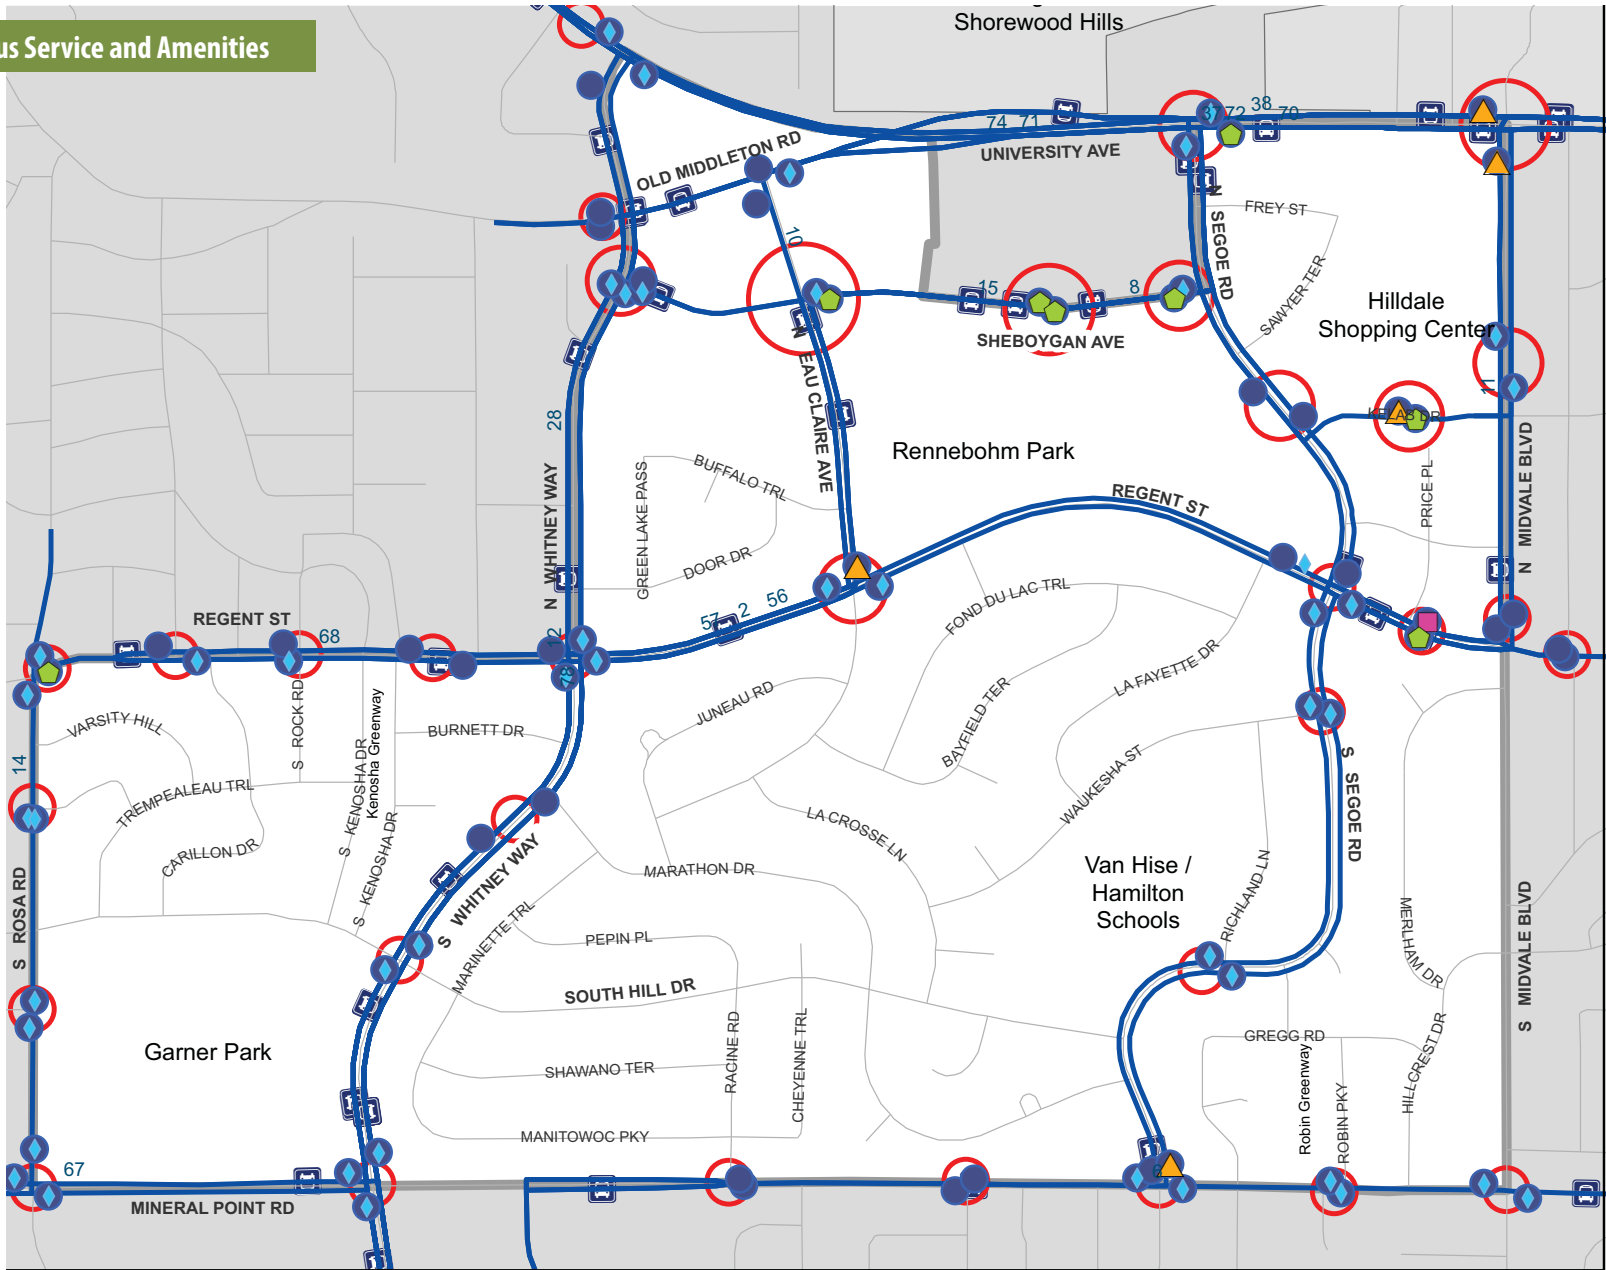 us Service and Amenities
Shorewood Hills
38
37 72
70
74 71
UNIVERSITY AVE
OLD MIDDLETON RD
N SEGOE RD
FREY ST
SAWYER TER
10
15
8
SHEBOYGAN AVE
Hilldale
Shopping Center
N EAU CLAIRE AVE
11
KELAB DR
28
Rennebohm Park
BUFFALO TRL
GREEN LAKE PASS
DOOR DR
REGENT ST
PRICE PL
N MIDVALE BLVD
N WHITNEY WAY
REGENT ST
68
12
78
57 2 56
FOND DU LAC TRL
LA FAYETTE DR
BAYFIELD TER
JUNEAU RD
VARSITY HILL
S ROCK RD
S KENOSHA DR
Kenosha Greenway
BURNETT DR
14
TREMPEALEAU TRL
CARILLON DR
S KENOSHA DR
WAUKESHA ST
S SEGOE RD
LA CROSSE LN
MARATHON DR
S WHITNEY WAY
MARINETTE TRL
Van Hise /
Hamilton
Schools
RICHLAND LN
MERLHAM DR
S ROSA RD
S MIDVALE BLVD
PEPIN PL
SOUTH HILL DR
Garner Park
SHAWANO TER
RACINE RD
CHEYENNE TRL
GREGG RD
Robin Greenway
ROBIN PKY
HILLCREST DR
MANITOWOC PKY
67
6
MINERAL POINT RD